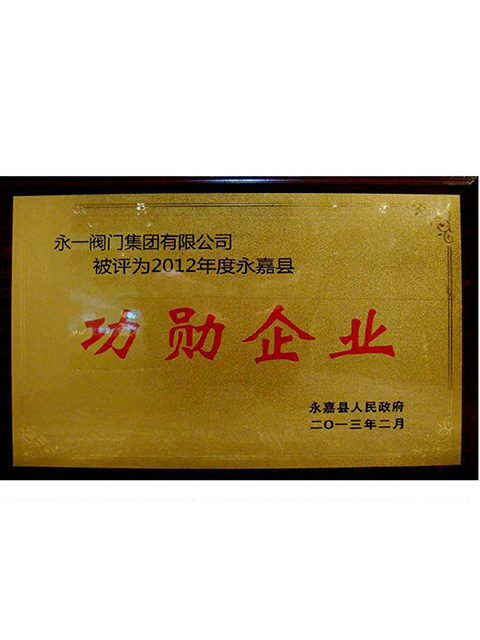 永一阀门集团有限公司
被评为2012年度永嘉县
功勋企业
永嘉县人民政府
二〇一三年二月